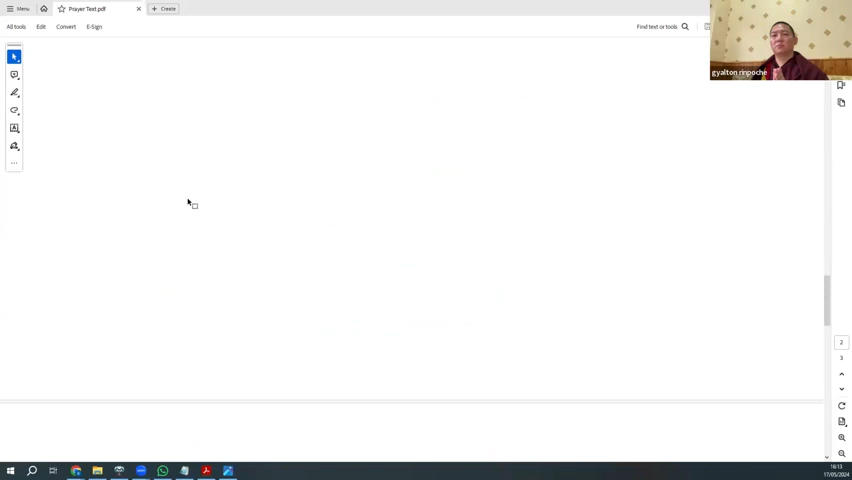 Menu
Prayer Text.pdf
Create
All tools
Edit
Convert
E-Sign
Find text or tools
gyalton rinpoche
2
3
16:13
17/05/2024